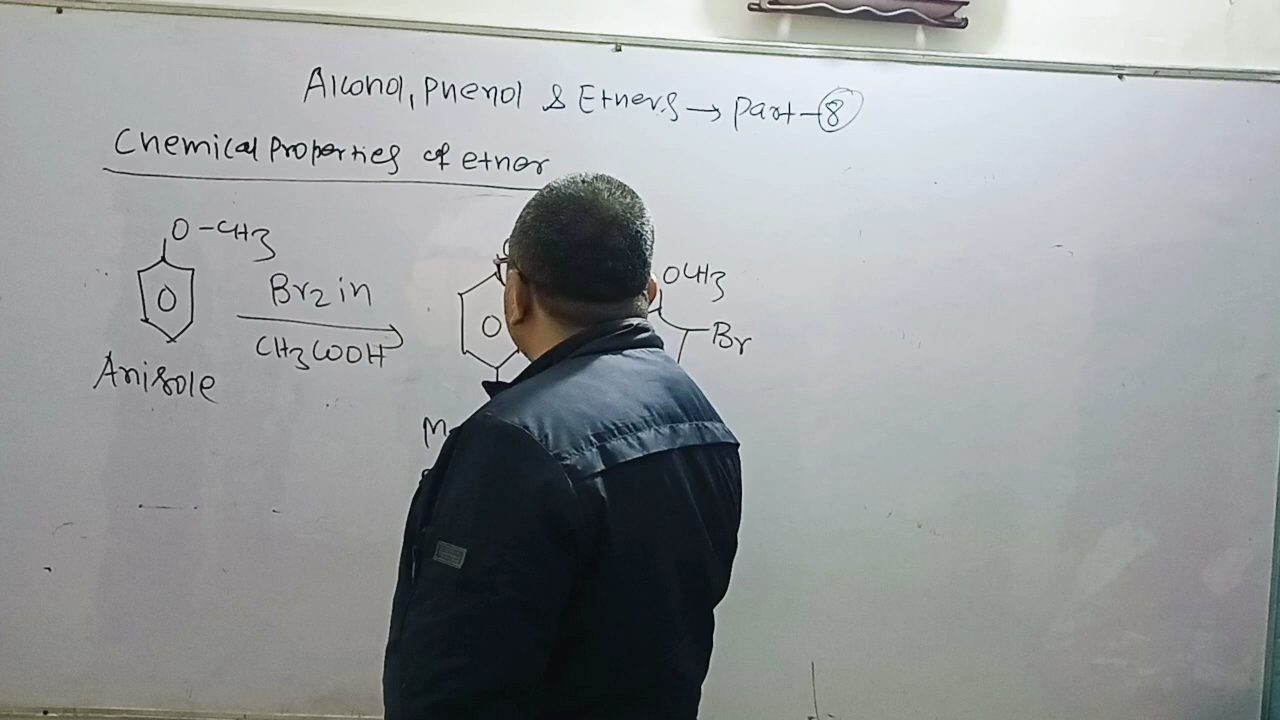 Alcohol, Phenol & Ethers → Part-8
Chemical Properties of ether
O-CH3
OCH3
Br2 in
Br
CH3COOH
Anisole